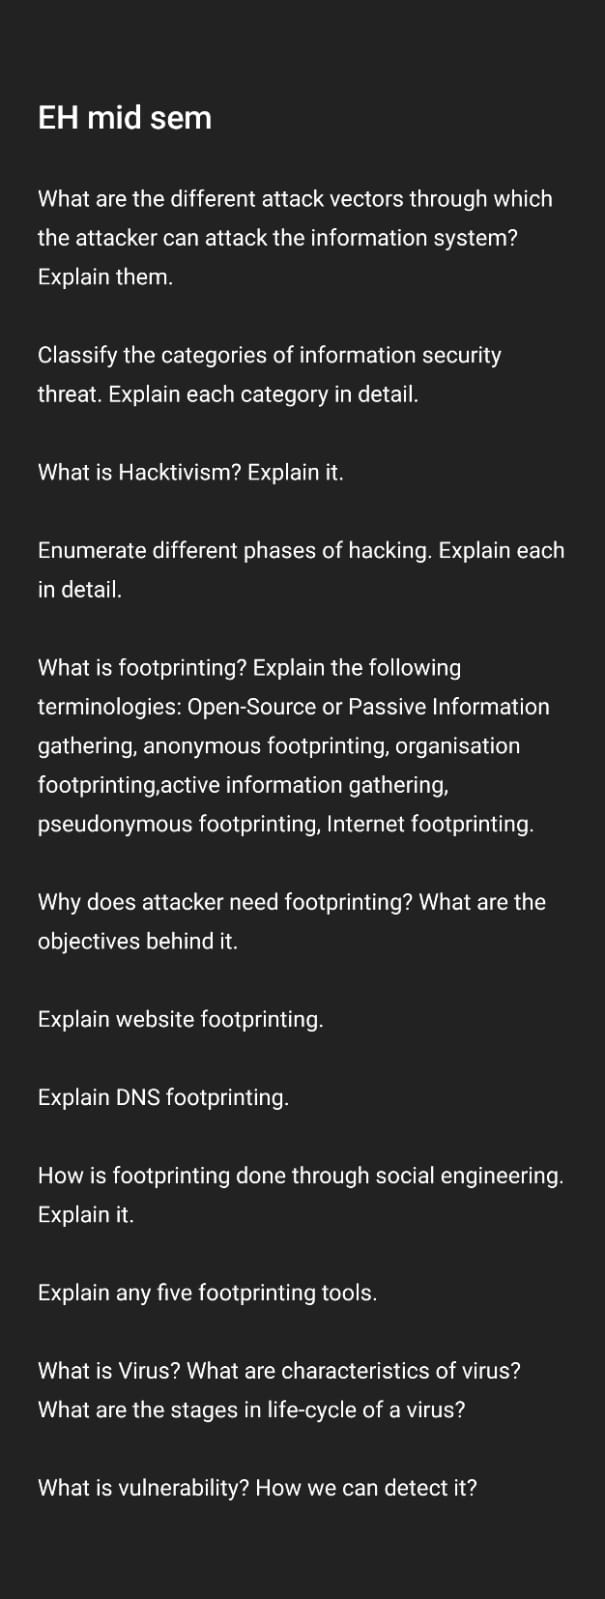 EH mid sem
What are the different attack vectors through which
the attacker can attack the information system?
Explain them.
Classify the categories of information security
threat. Explain each category in detail.
What is Hacktivism? Explain it.
Enumerate different phases of hacking. Explain each
in detail.
What is footprinting? Explain the following
terminologies: Open-Source or Passive Information
gathering, anonymous footprinting, organisation
footprinting,active information gathering,
pseudonymous footprinting, Internet footprinting.
Why does attacker need footprinting? What are the
objectives behind it.
Explain website footprinting.
Explain DNS footprinting.
How is footprinting done through social engineering.
Explain it.
Explain any five footprinting tools.
What is Virus? What are characteristics of virus?
What are the stages in life-cycle of a virus?
What is vulnerability? How we can detect it?